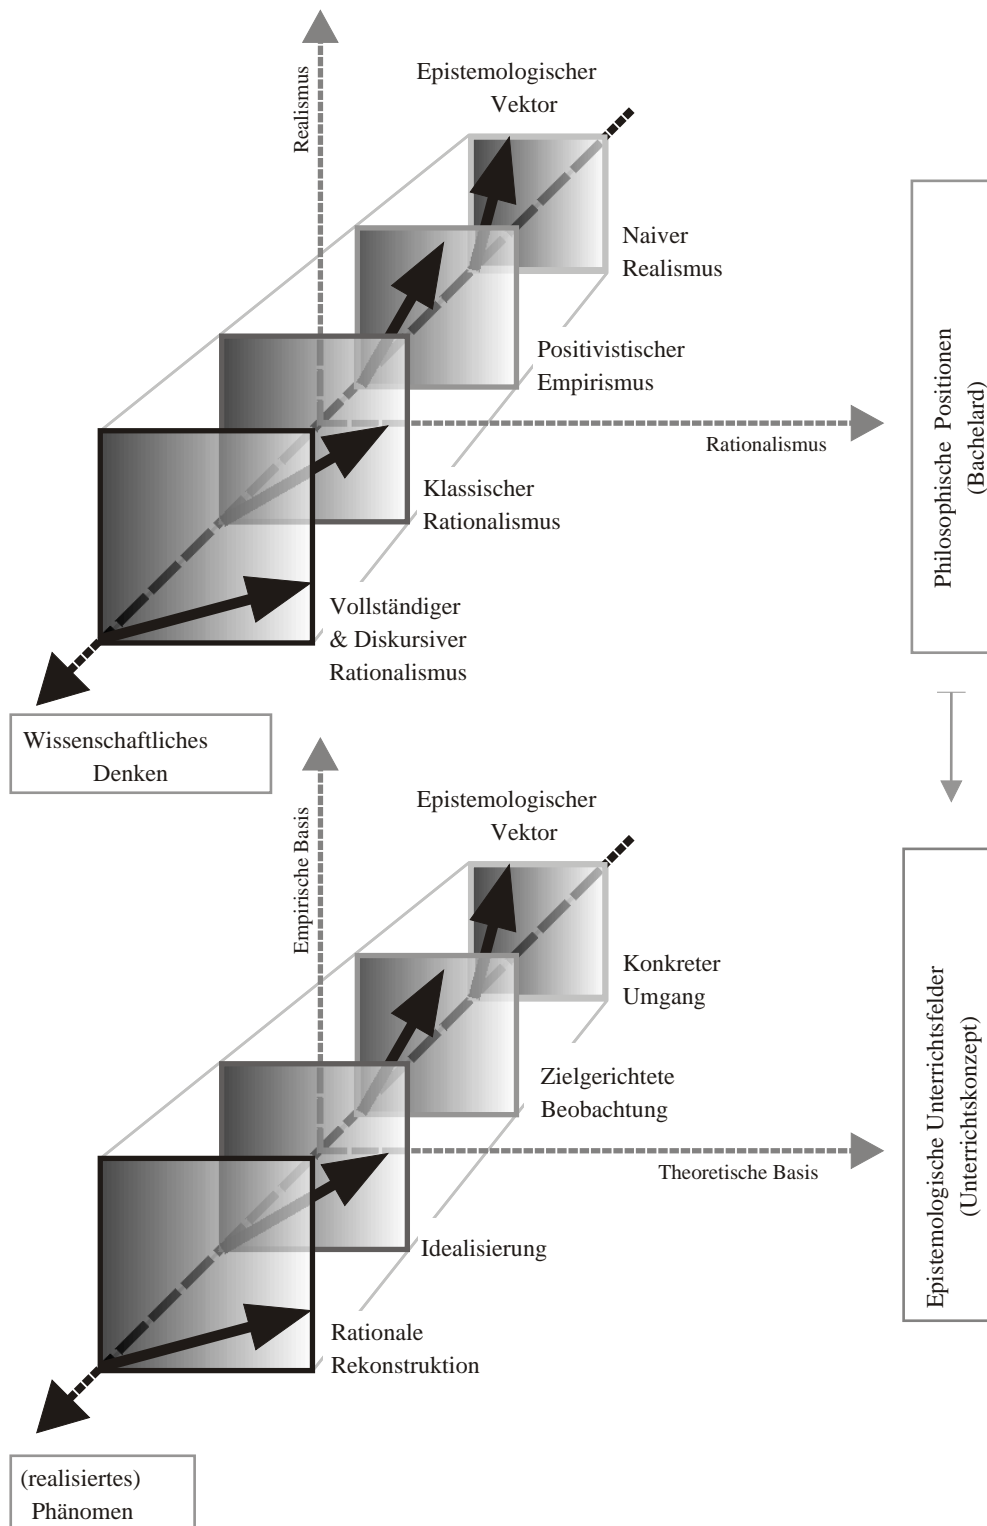 Realismus
Epistemologischer
Vektor
Naiver
Realismus
Positivistischer
Empirismus
Rationalismus
Klassischer
Rationalismus
Vollständiger
& Diskursiver
Rationalismus
Wissenschaftliches
Denken
Philosophische Positionen
(Bachelard)
Empirische Basis
Epistemologischer
Vektor
Konkreter
Umgang
Zielgerichtete
Beobachtung
Theoretische Basis
Idealisierung
Rationale
Rekonstruktion
(realisiertes)
Phänomen
Epistemologische Unterrichtsfelder
(Unterrichtskonzept)